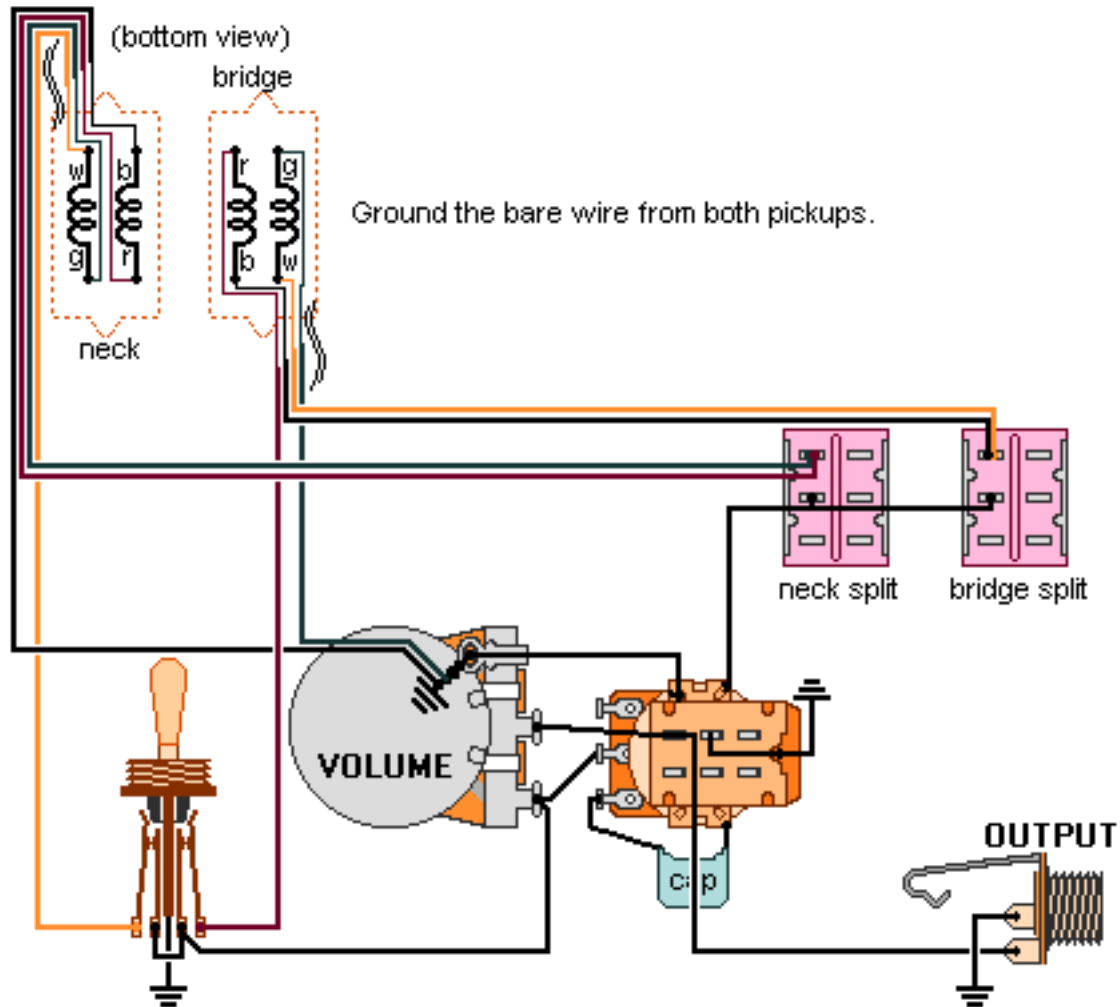 (bottom view)
bridge
w b
r g
g r
b w
Ground the bare wire from both pickups.
neck
neck split
bridge split
VOLUME
cap
OUTPUT